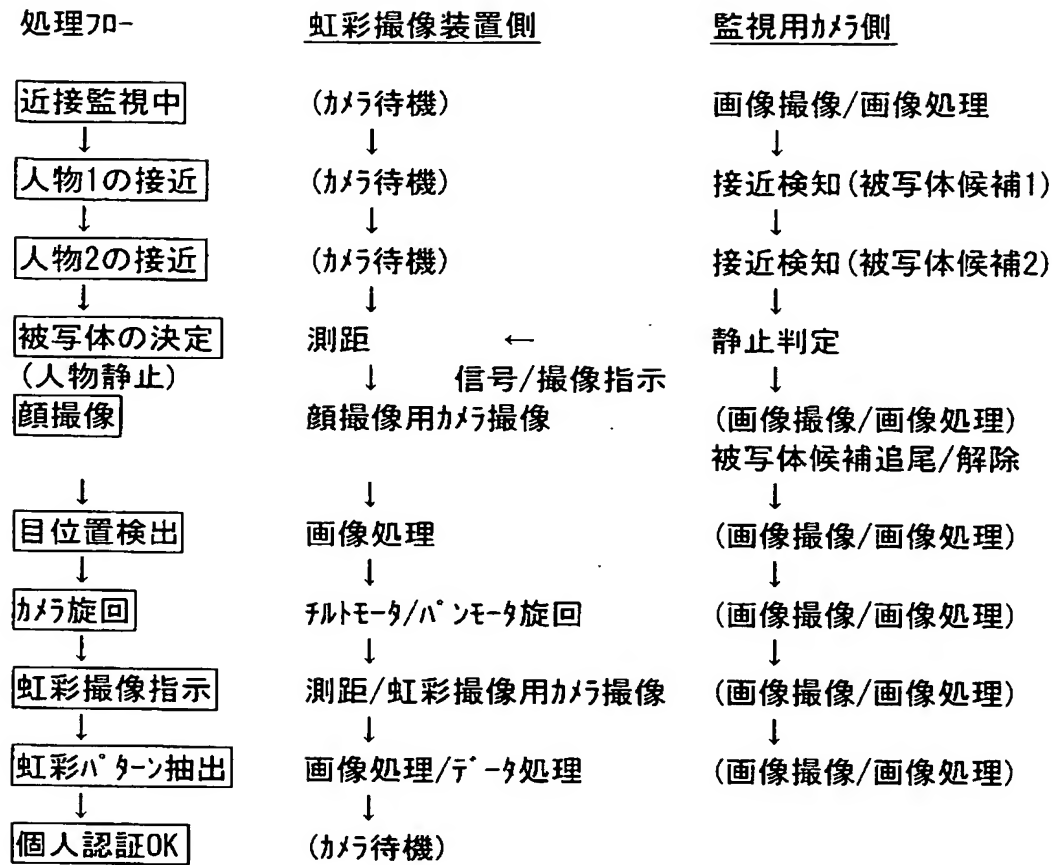 処理フロー 虹彩撮像装置側 監視用カメラ側
近接監視中 (カメラ待機) 画像撮像/画像処理
↓ ↓ ↓
人物1の接近 (カメラ待機) 接近検知(被写体候補1)
↓ ↓ ↓
人物2の接近 (カメラ待機) 接近検知(被写体候補2)
↓ ↓ ↓
被写体の決定 測距 ← 静止判定
(人物静止) ↓ 信号/撮像指示 ↓
顔撮像 顔撮像用カメラ撮像 (画像撮像/画像処理)
被写体候補追尾/解除
↓ ↓ ↓
目位置検出 画像処理 (画像撮像/画像処理)
↓ ↓ ↓
カメラ旋回 チルトモータ/パンモータ旋回 (画像撮像/画像処理)
↓ ↓ ↓
虹彩撮像指示 測距/虹彩撮像用カメラ撮像 (画像撮像/画像処理)
↓ ↓ ↓
虹彩パターン抽出 画像処理/データ処理 (画像撮像/画像処理)
↓ ↓
個人認証OK (カメラ待機)